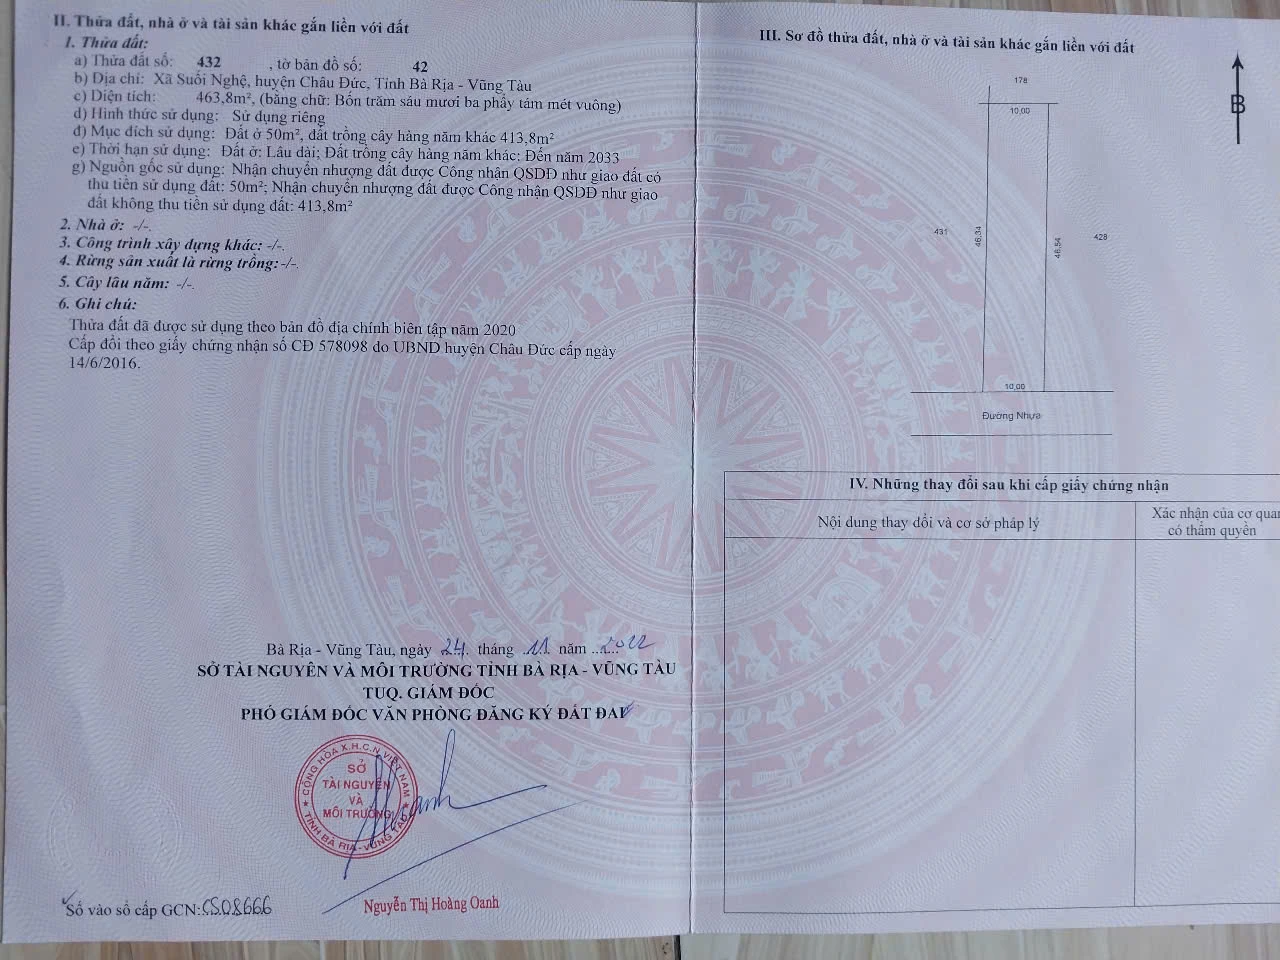 II. Thửa đất, nhà ở và tài sản khác gắn liền với đất
1. Thửa đất:
a) Thửa đất số: 432 , tờ bản đồ số: 42
b) Địa chỉ: Xã Suối Nghệ, huyện Châu Đức, Tỉnh Bà Rịa - Vũng Tàu
c) Diện tích: 463,8m², (bằng chữ: Bốn trăm sáu mươi ba phẩy tám mét vuông)
d) Hình thức sử dụng: Sử dụng riêng
đ) Mục đích sử dụng: Đất ở 50m², đất trồng cây hàng năm khác 413,8m²
e) Thời hạn sử dụng: Đất ở: Lâu dài; Đất trồng cây hàng năm khác: Đến năm 2033
g) Nguồn gốc sử dụng: Nhận chuyển nhượng đất được Công nhận QSDĐ như giao đất có
thu tiền sử dụng đất: 50m²; Nhận chuyển nhượng đất được Công nhận QSDĐ như giao
đất không thu tiền sử dụng đất: 413,8m²
2. Nhà ở: -/-.
3. Công trình xây dựng khác: -/-.
4. Rừng sản xuất là rừng trồng: -/-.
5. Cây lâu năm: -/-.
6. Ghi chú:
Thửa đất đã được sử dụng theo bản đồ địa chính biên tập năm 2020
Cấp đổi theo giấy chứng nhận số CĐ 578098 do UBND huyện Châu Đức cấp ngày
14/6/2016.
Bà Rịa - Vũng Tàu, ngày 24 tháng 11 năm 2022
SỞ TÀI NGUYÊN VÀ MÔI TRƯỜNG TỈNH BÀ RỊA - VŨNG TÀU
TUQ. GIÁM ĐỐC
PHÓ GIÁM ĐỐC VĂN PHÒNG ĐĂNG KÝ ĐẤT ĐAI
CỘNG HÒA X.H.C.N VIỆT NAM
SỞ
TÀI NGUYÊN
VÀ
MÔI TRƯỜNG
TỈNH BÀ RỊA - VŨNG TÀU
Nguyễn Thị Hoàng Oanh
Số vào sổ cấp GCN: CS08666
III. Sơ đồ thửa đất, nhà ở và tài sản khác gắn liền với đất
B
178
10,00
431
46,34
46,54
428
10,00
Đường Nhựa
IV. Những thay đổi sau khi cấp giấy chứng nhận
Nội dung thay đổi và cơ sở pháp lý
Xác nhận của cơ quan
có thẩm quyền